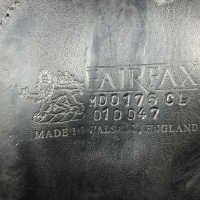 FAIRFAX
MD0175 CL
010047
MADE IN WALSALL, ENGLAND